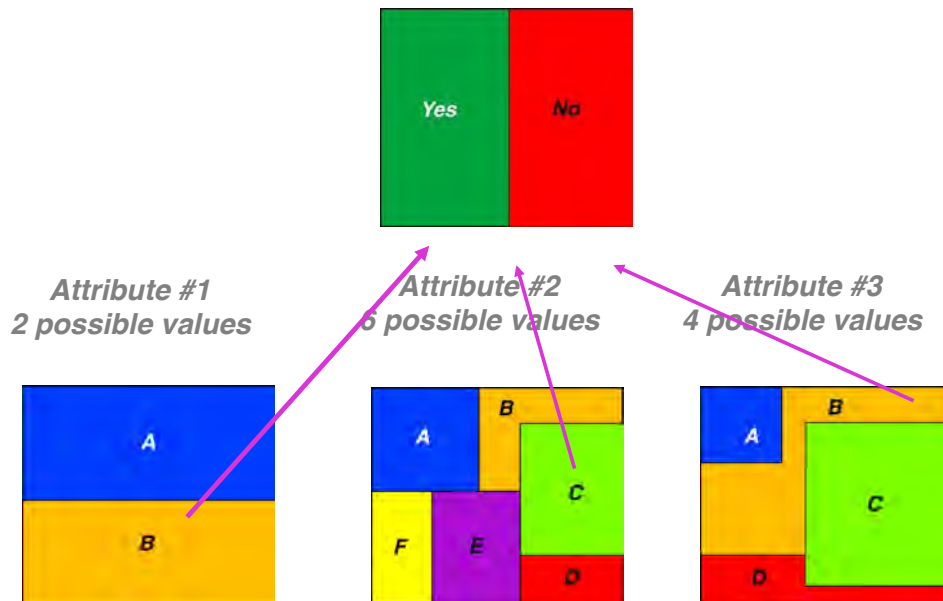 Yes
No
Attribute #1
2 possible values
Attribute #2
6 possible values
Attribute #3
4 possible values
A
B
A
B
C
F
E
D
A
B
C
D